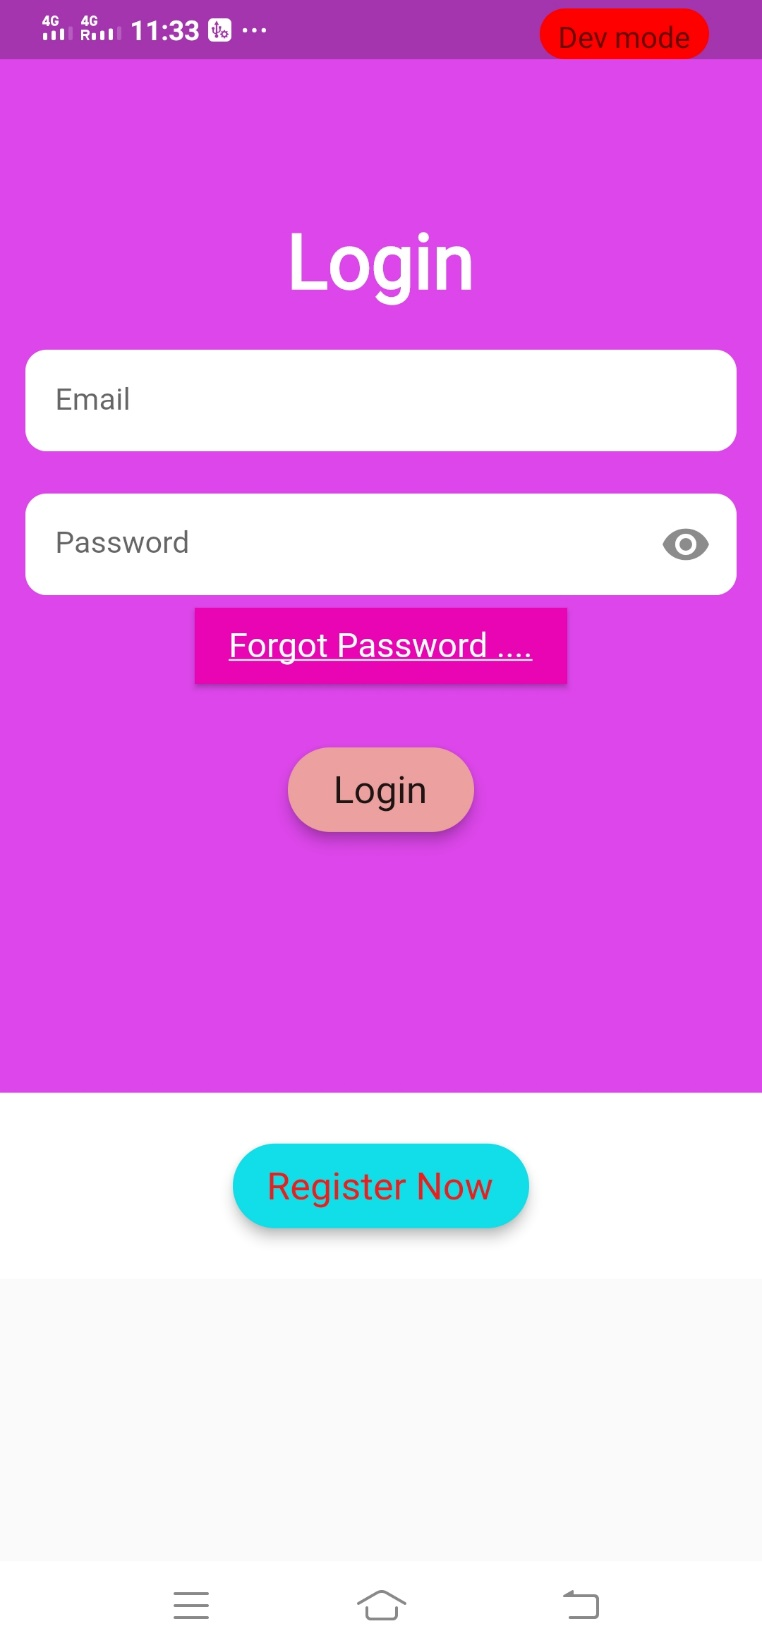 4G 4G R 11:33 ...
Dev mode
Login
Email
Password
Forgot Password ....
Login
Register Now